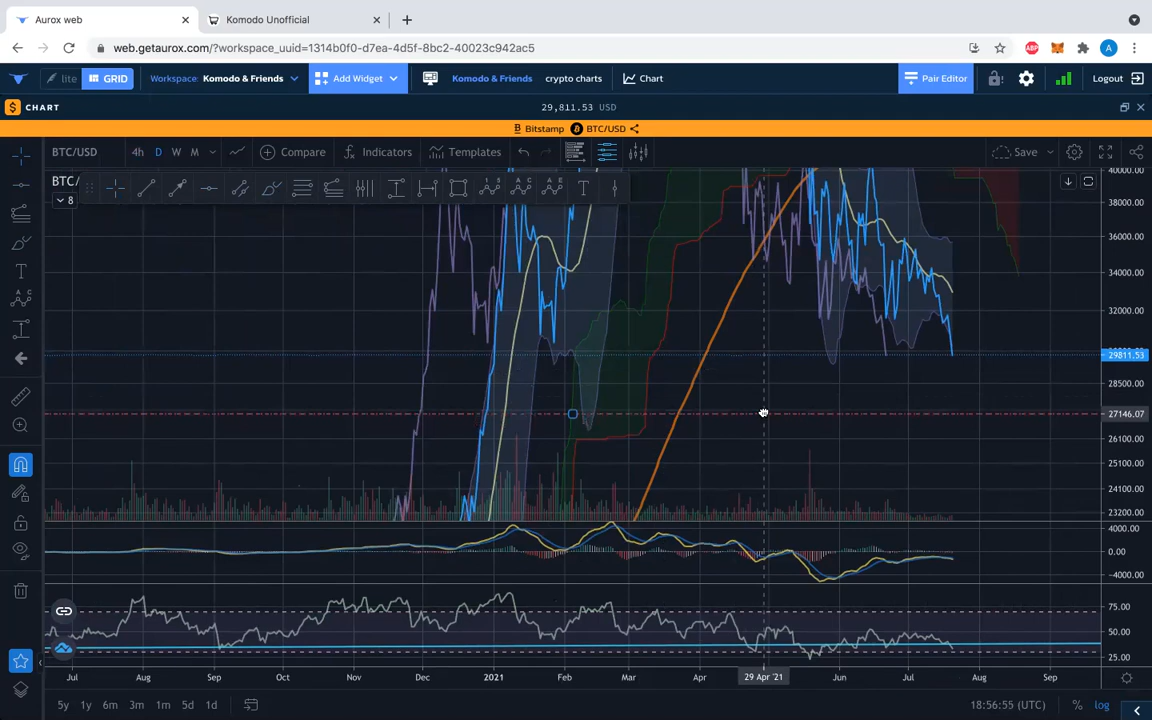 Aurox web
Komodo Unofficial
web.getaurox.com/?workspace_uuid=1314b0f0-d7ea-4d5f-8bc2-40023c942ac5
ABP
A
lite
GRID
Workspace: Komodo & Friends
Add Widget
Komodo & Friends
crypto charts
Chart
Pair Editor
Logout
CHART
29,811.53 USD
Bitstamp BTC/USD
BTC/USD
4h D W M
Compare
Indicators
Templates
Save
BTC/
8
40000.00
38000.00
36000.00
34000.00
32000.00
29811.53
28500.00
27146.07
26100.00
25100.00
24100.00
23200.00
4000.00
0.00
−4000.00
75.00
50.00
25.00
Jul Aug Sep Oct Nov Dec 2021 Feb Mar Apr 29 Apr '21 Jun Jul Aug Sep
5y 1y 6m 3m 1m 5d 1d
18:56:55 (UTC)
% log